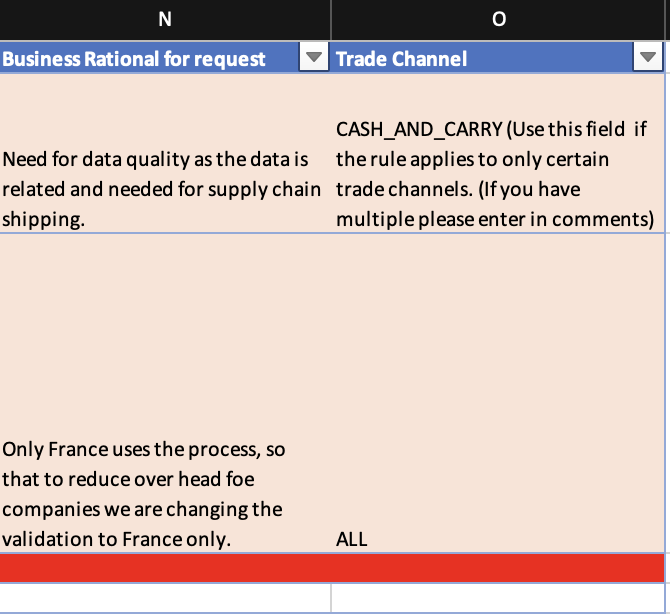 N
O
Business Rational for request
Trade Channel
Need for data quality as the data is
related and needed for supply chain
shipping.
CASH_AND_CARRY (Use this field  if
the rule applies to only certain
trade channels. (If you have
multiple please enter in comments)
Only France uses the process, so
that to reduce over head foe
companies we are changing the
validation to France only.
ALL